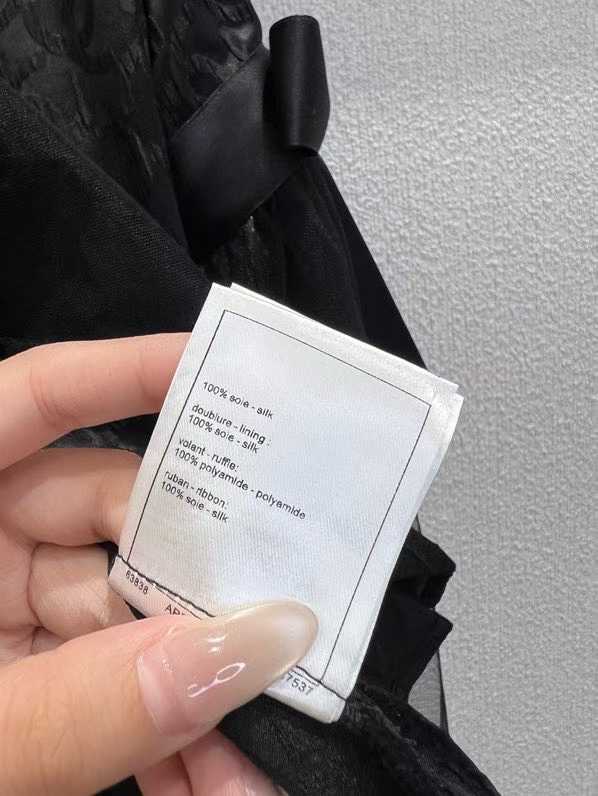 100% soie - silk
doublure - lining :
100% soie - silk
volant - ruffle:
100% polyamide - polyamide
ruban - ribbon:
100% soie - silk
63838